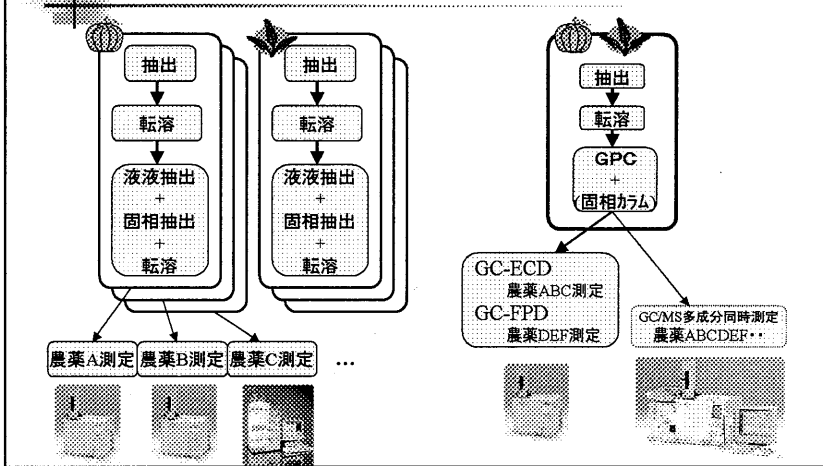 抽出
転溶
液液抽出
+
固相抽出
+
転溶
抽出
転溶
液液抽出
+
固相抽出
+
転溶
農薬A測定
農薬B測定
農薬C測定
…
抽出
転溶
GPC
+
(固相カラム)
GC-ECD
農薬ABC測定
GC-FPD
農薬DEF測定
GC/MS多成分同時測定
農薬ABCDEF‥